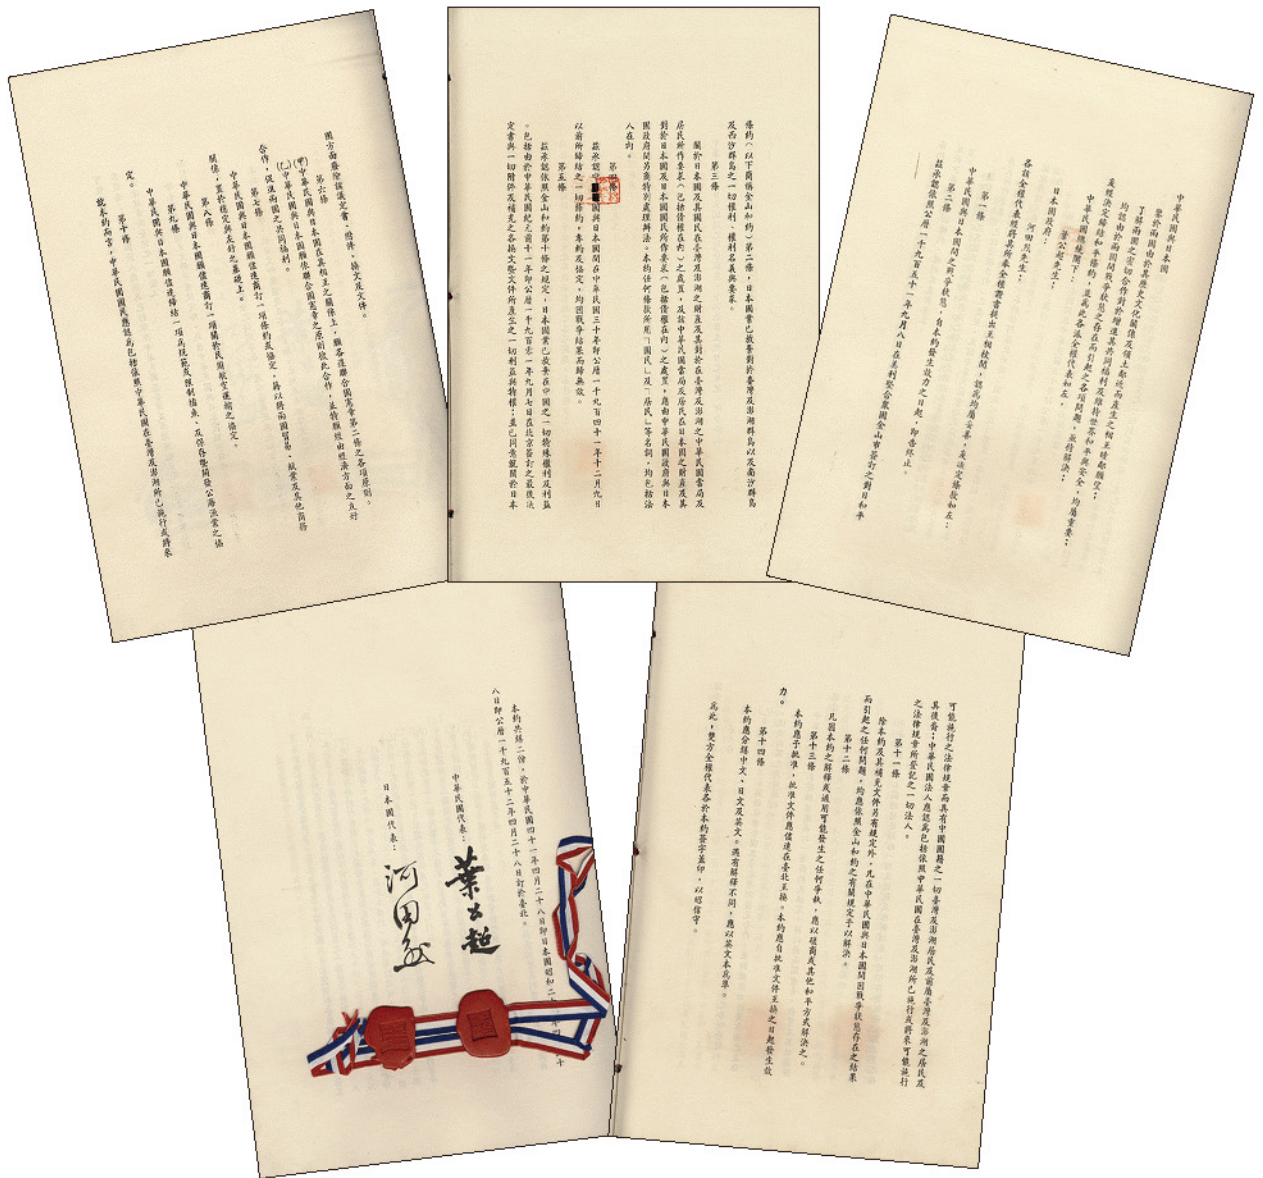 中華民國與日本國
鑒於兩國由於其歷史文化關係及領土鄰近而產生之相互睦鄰願望；
了解兩國之密切合作對於增進其共同福利及維持世界和平與安全，均屬重要；
均認由於兩國間戰爭狀態之存在而引起之各項問題，亟待解決；
爰經決定締結和平條約，並為此各派全權代表如左，
中華民國總統閣下：
葉公超先生；
日本國政府：
河田烈先生；
各該全權代表經將其所奉全權證書提出互相校閱，認為均屬妥善，爰議定條款如左：
第一條
中華民國與日本國間之戰爭狀態，自本約發生效力之日起，即告終止。
第二條
茲承認依照公曆一千九百五十一年九月八日在美利堅合眾國金山市簽訂之對日和平
條約（以下簡稱金山和約）第二條，日本國業已放棄對於臺灣及澎湖群島以及南沙群島
及西沙群島之一切權利、權利名義與要求。
第三條
關於日本國及其國民在臺灣及澎湖之財產及其對於在臺灣及澎湖之中華民國當局及
居民所作要求（包括債權在內）之處置，及該中華民國當局及居民在日本國之財產及其
對於日本國及日本國國民所作要求（包括債權在內）之處置，應由中華民國政府與日本
國政府間另商特別處理辦法。本約任何條款所用「國民」及「居民」等名詞，均包括法
人在內。
第四條
茲承認中國與日本國間在中華民國三十年即公曆一千九百四十一年十二月九日
以前所締結之一切條約，專約及協定，均因戰爭結果而歸無效。
第五條
茲承認依照金山和約第十條之規定，日本國業已放棄在中國之一切特殊權利及利益
。包括由於中華民國紀元前十一年即公曆一千九百零一年九月七日在北京簽訂之最後議
定書與一切附件及補充之各換文暨文件所產生之一切利益與特權；並已同意就關於日本
國方面廢除該議定書、附件、換文及文件。
第六條
(甲)中華民國與日本國在其相互之關係上，願各遵聯合國憲章第二條之各項原則。
(乙)中華民國與日本國願依聯合國憲章之原則彼此合作，並特願經由經濟方面之友好
合作，促進兩國之共同福利。
第七條
中華民國與日本國願儘速商訂一項條約或協定，藉以將兩國貿易、航業及其他商務
關係，置於穩定與友好之基礎上。
第八條
中華民國與日本國願儘速商訂一項關於民用航空運輸之協定。
第九條
中華民國與日本國願儘速締結一項為規範或限制捕魚、及保存暨開發公海漁業之協
定。
第十條
就本約而言，中華民國國民應認為包括依照中華民國在臺灣及澎湖所已施行或將來
可能施行之法律規章而具有中國國籍之一切臺灣及澎湖居民及前屬臺灣及澎湖之居民及
其後裔；中華民國法人應認為包括依照中華民國在臺灣及澎湖所已施行或將來可能施行
之法律規章所登記之一切法人。
第十一條
除本約及其補充文件另有規定外，凡在中華民國與日本國間因戰爭狀態存在之結果
而引起之任何問題，均應依照金山和約之有關規定予以解決。
第十二條
凡因本約之解釋或適用可能發生之任何爭執，應以磋商或其他和平方式解決之。
第十三條
本約應予批准，批准文件應儘速在臺北互換。本約應自批准文件互換之日起發生效
力。
第十四條
本約應分繕中文、日文及英文。遇有解釋不同，應以英文本為準。
為此，雙方全權代表各於本約簽字蓋印，以昭信守。
本約共繕二份，於中華民國四十一年四月二十八日即日本國昭和二十
八日即公曆一千九百五十二年四月二十八日訂於臺北。
中華民國代表：葉公超
日本國代表：河田烈